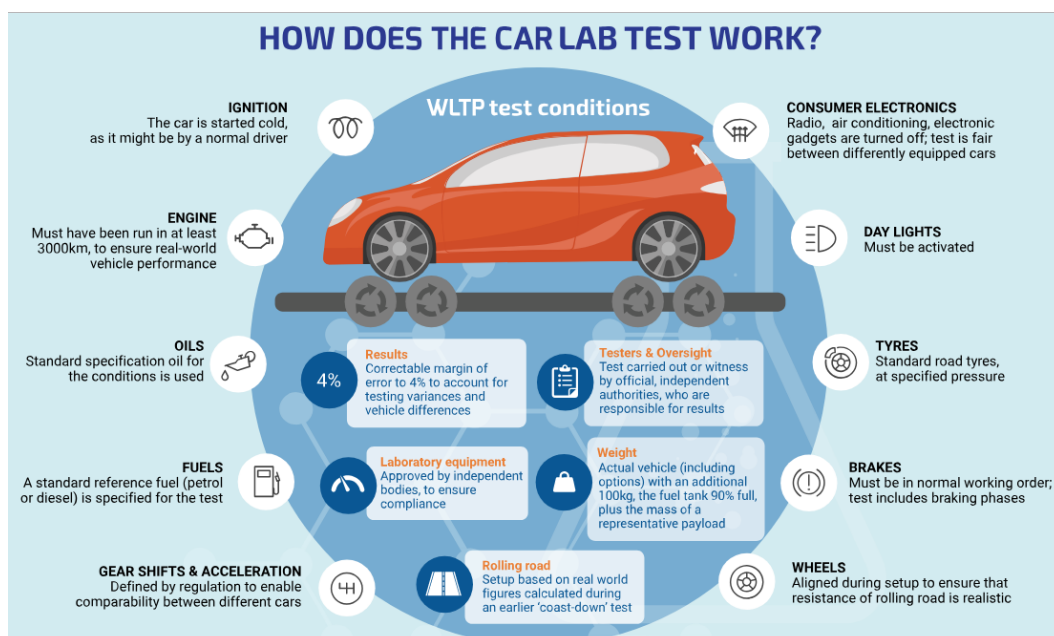 HOW DOES THE CAR LAB TEST WORK?
WLTP test conditions
IGNITION
The car is started cold,
as it might be by a normal driver
ENGINE
Must have been run in at least
3000km, to ensure real-world
vehicle performance
OILS
Standard specification oil for
the conditions is used
FUELS
A standard reference fuel (petrol
or diesel) is specified for the test
GEAR SHIFTS & ACCELERATION
Defined by regulation to enable
comparability between different cars
CONSUMER ELECTRONICS
Radio, air conditioning, electronic
gadgets are turned off; test is fair
between differently equipped cars
DAY LIGHTS
Must be activated
TYRES
Standard road tyres,
at specified pressure
BRAKES
Must be in normal working order;
test includes braking phases
WHEELS
Aligned during setup to ensure that
resistance of rolling road is realistic
4%
Results
Correctable margin of
error to 4% to account for
testing variances and
vehicle differences
Testers & Oversight
Test carried out or witness
by official, independent
authorities, who are
responsible for results
Laboratory equipment
Approved by independent
bodies, to ensure
compliance
Weight
Actual vehicle (including
options) with an additional
100kg, the fuel tank 90% full,
plus the mass of a
representative payload
Rolling road
Setup based on real world
figures calculated during
an earlier ‘coast-down’ test